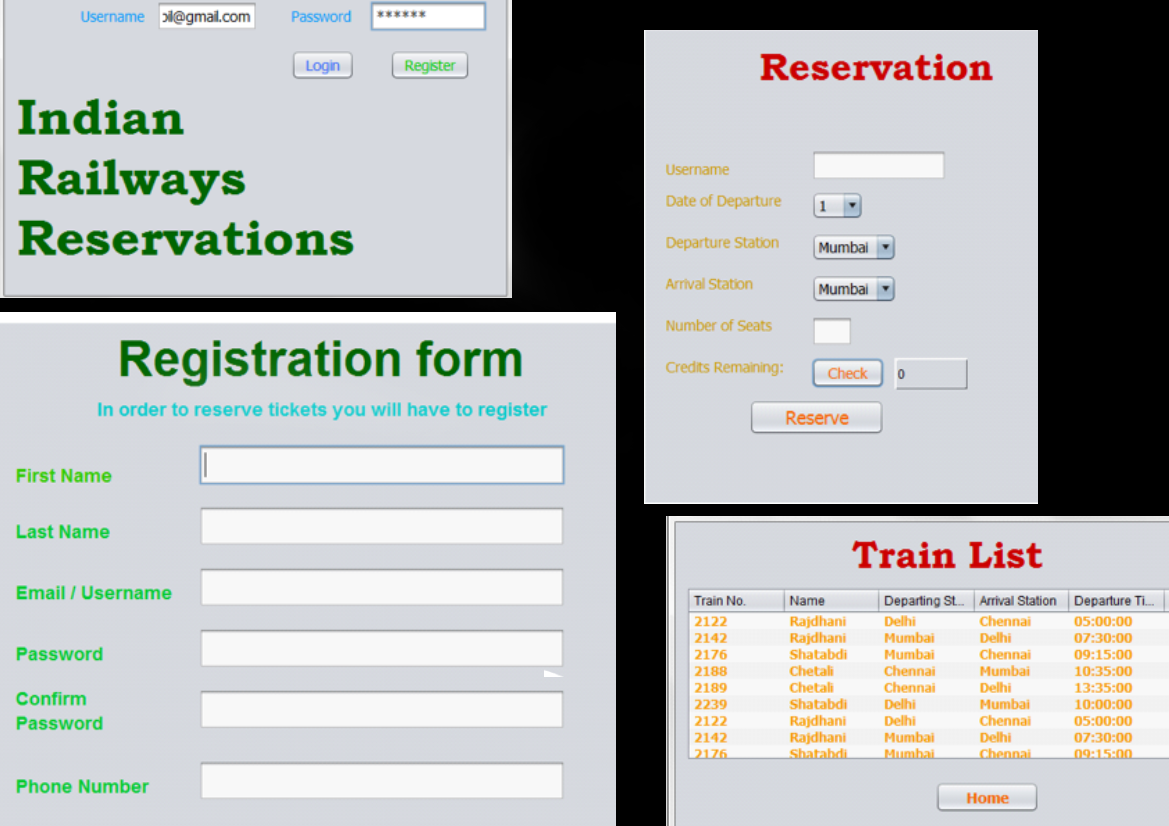 Username il@gmail.com Password ******
Login Register
Indian
Railways
Reservations
Registration form
In order to reserve tickets you will have to register
First Name
Last Name
Email / Username
Password
Confirm
Password
Phone Number
Reservation
Username
Date of Departure 1
Departure Station Mumbai
Arrival Station Mumbai
Number of Seats
Credits Remaining: Check 0
Reserve
Train List
Train No. Name Departing St... Arrival Station Departure Ti...
2122 Rajdhani Delhi Chennai 05:00:00
2142 Rajdhani Mumbai Delhi 07:30:00
2176 Shatabdi Mumbai Chennai 09:15:00
2188 Chetali Chennai Mumbai 10:35:00
2189 Chetali Chennai Delhi 13:35:00
2239 Shatabdi Delhi Mumbai 10:00:00
2122 Rajdhani Delhi Chennai 05:00:00
2142 Rajdhani Mumbai Delhi 07:30:00
2176 Shatabdi Mumbai Chennai 09:15:00
Home